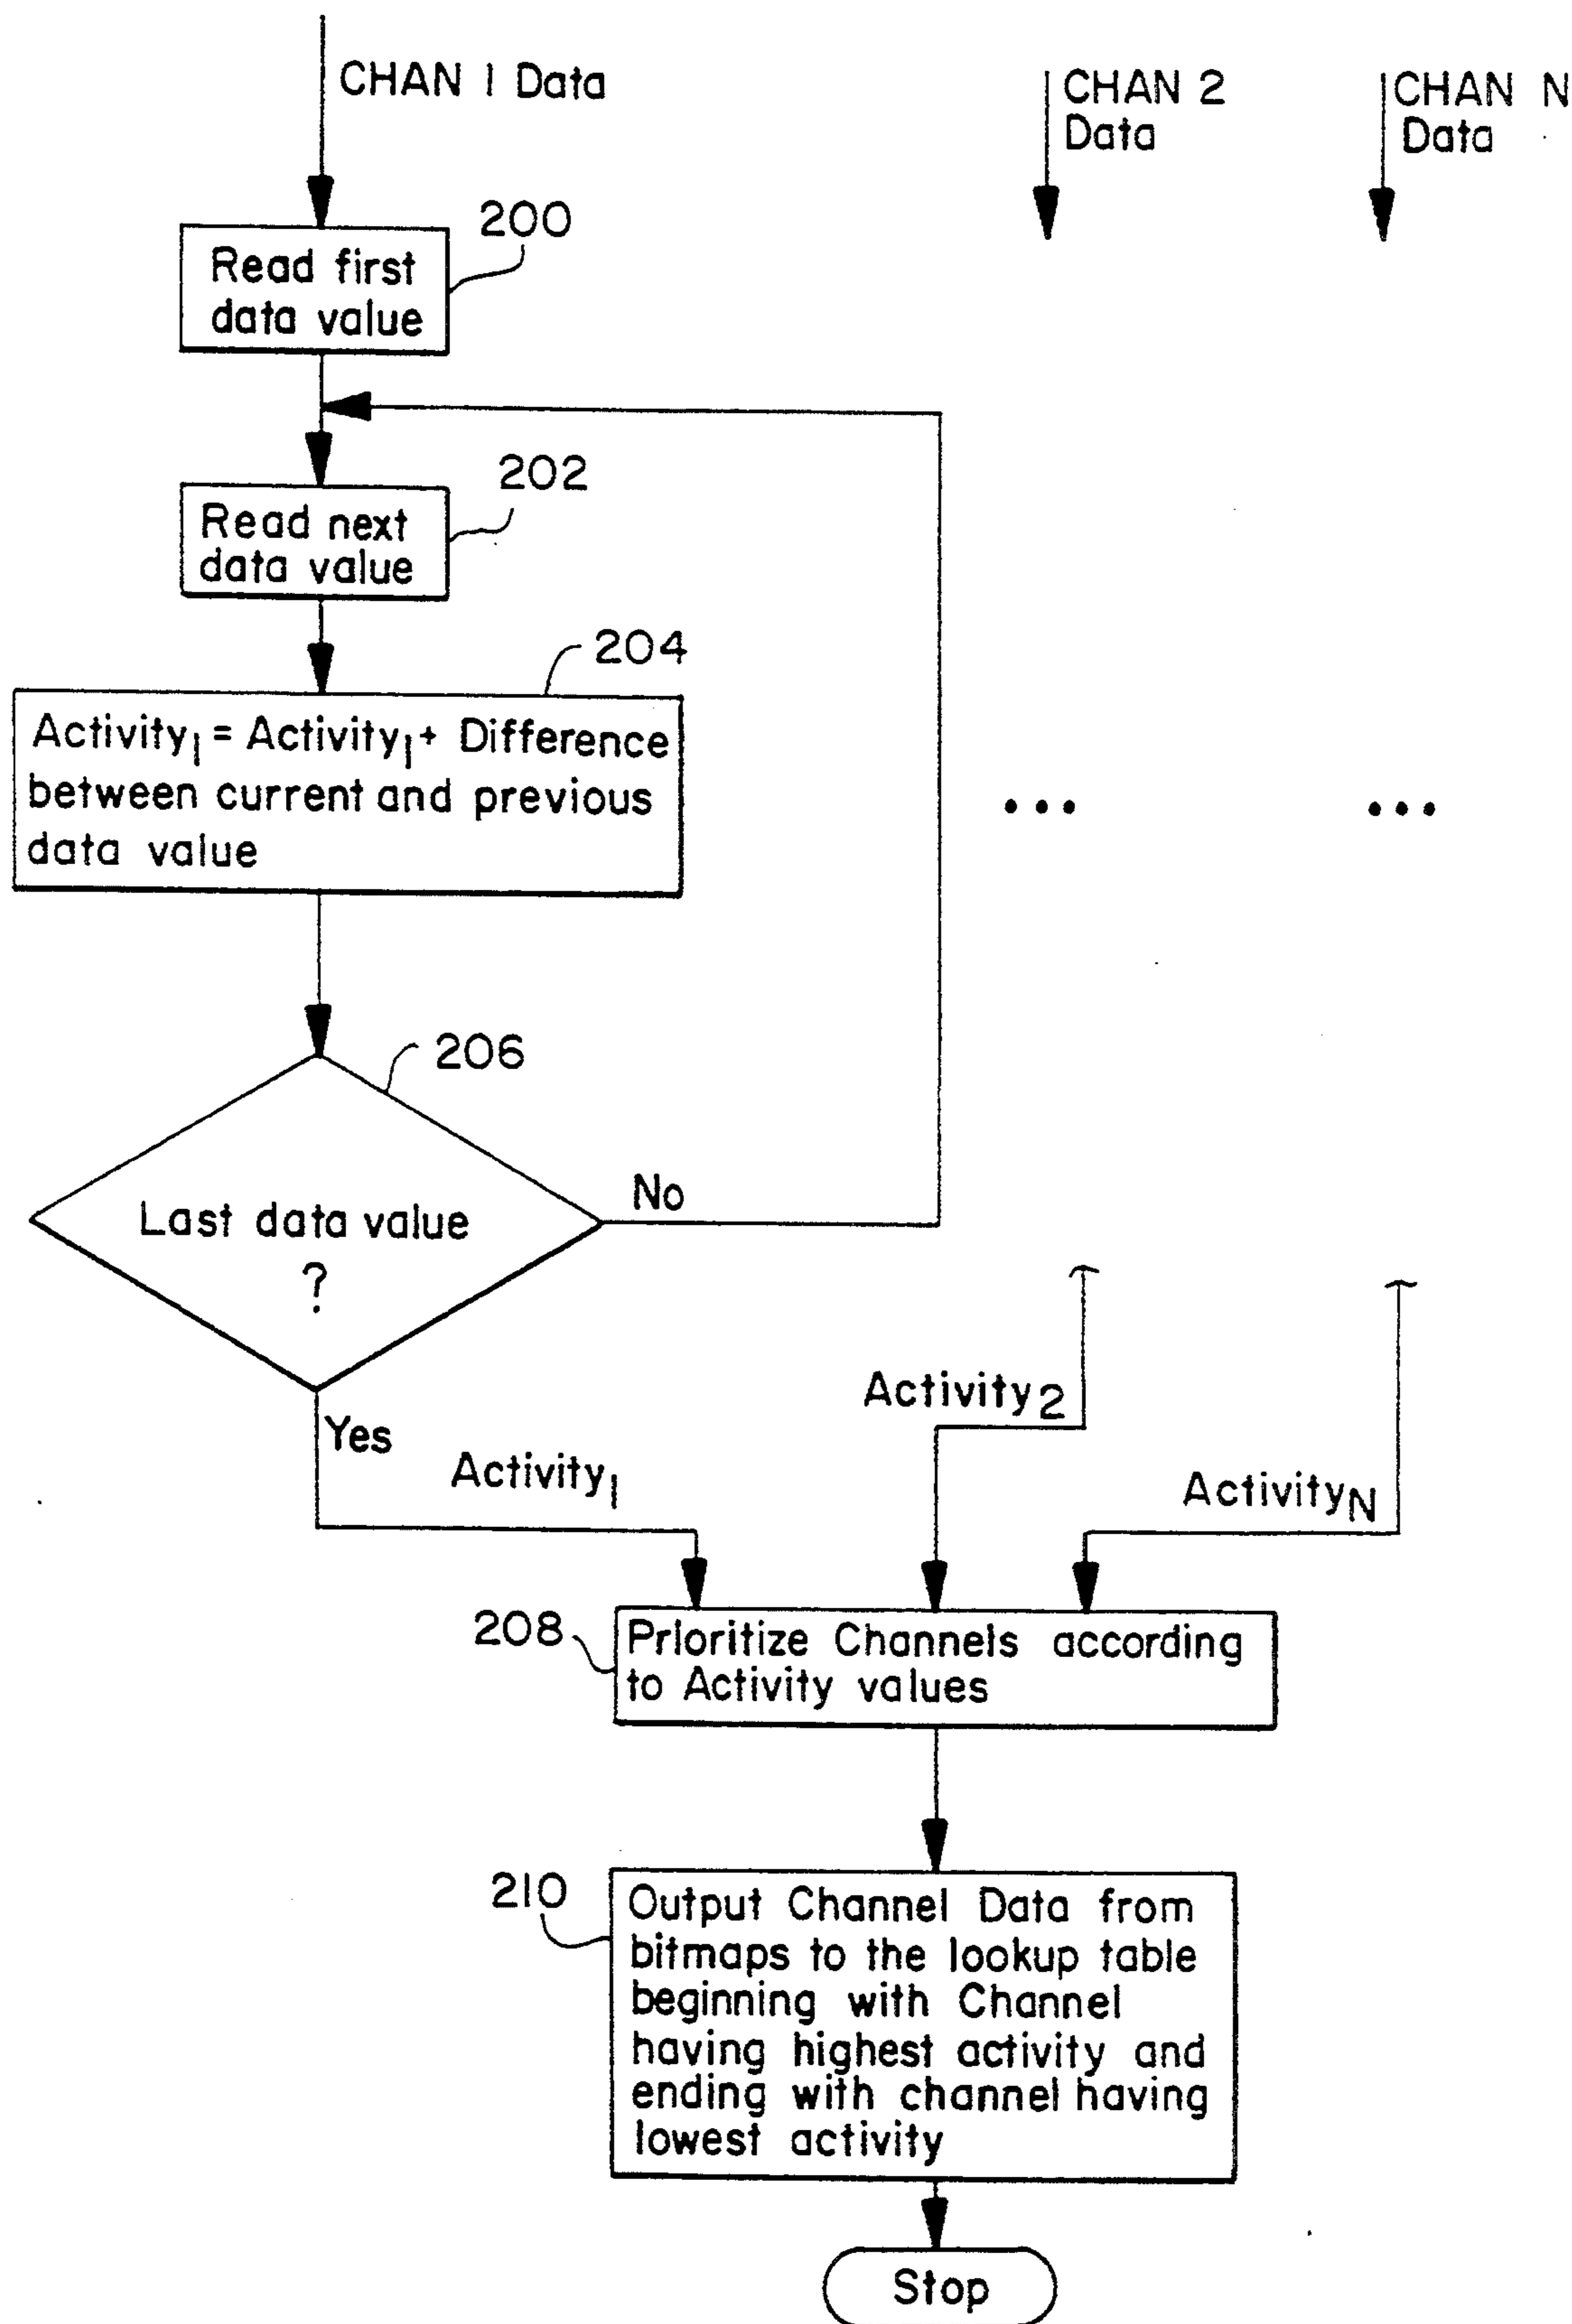 CHAN 1 Data
CHAN 2
Data
CHAN N
Data
200
Read first
data value
202
Read next
data value
204
Activity₁ = Activity₁ + Difference
between current and previous
data value
... ...
206
Last data value
?
No
Yes
Activity₁
Activity₂
Activity_N
208
Prioritize Channels according
to Activity values
210
Output Channel Data from
bitmaps to the lookup table
beginning with Channel
having highest activity and
ending with channel having
lowest activity
Stop